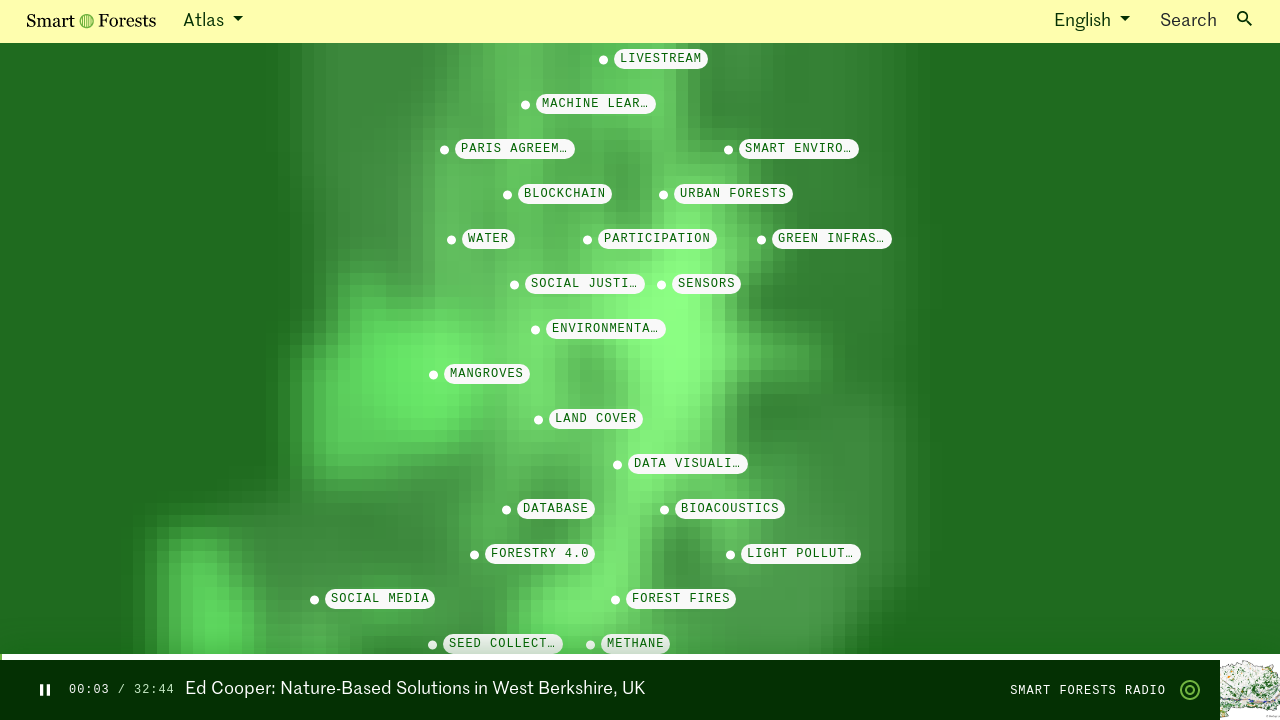 Smart Forests Atlas English Search
LIVESTREAM
MACHINE LEAR…
PARIS AGREEM… SMART ENVIRO…
BLOCKCHAIN URBAN FORESTS
WATER PARTICIPATION GREEN INFRAS…
SOCIAL JUSTI… SENSORS
ENVIRONMENTA…
MANGROVES
LAND COVER
DATA VISUALI…
DATABASE BIOACOUSTICS
FORESTRY 4.0 LIGHT POLLUT…
SOCIAL MEDIA FOREST FIRES
SEED COLLECT… METHANE
00:03 / 32:44 Ed Cooper: Nature-Based Solutions in West Berkshire, UK SMART FORESTS RADIO